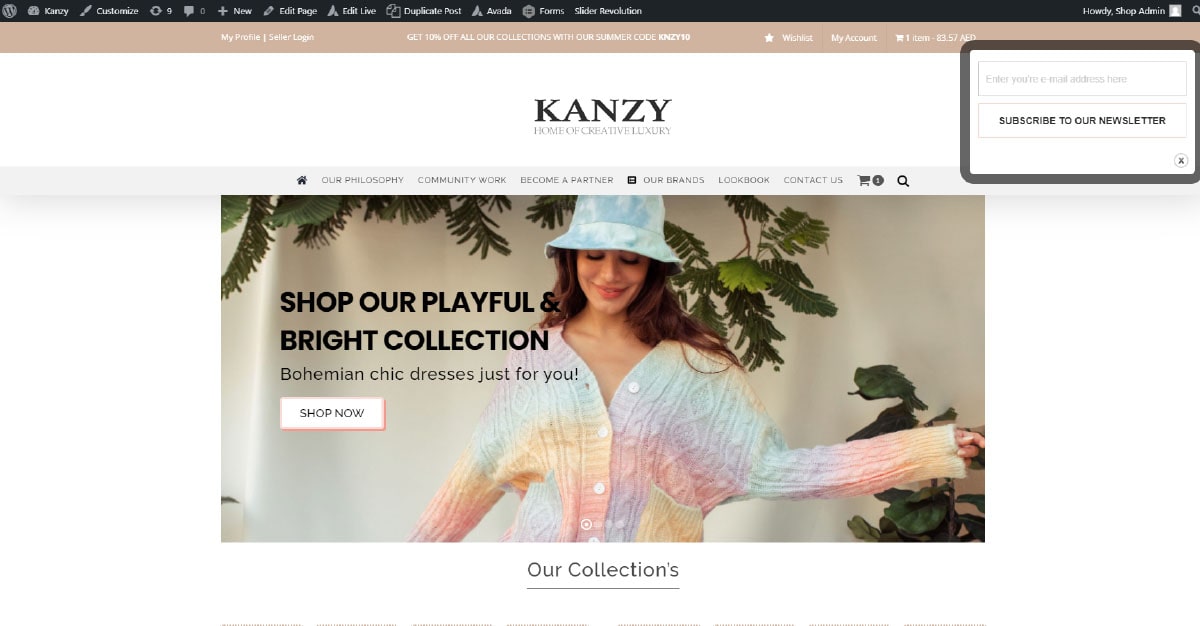 Kanzy Customize 9 0 New Edit Page Edit Live Duplicate Post Avada Forms Slider Revolution Howdy, Shop Admin
My Profile | Seller Login GET 10% OFF ALL OUR COLLECTIONS WITH OUR SUMMER CODE KNZY10 Wishlist My Account 1 item - 83.57 AED
Enter you're e-mail address here
SUBSCRIBE TO OUR NEWSLETTER
x
KANZY
HOME OF CREATIVE LUXURY
OUR PHILOSOPHY COMMUNITY WORK BECOME A PARTNER OUR BRANDS LOOKBOOK CONTACT US 1
SHOP OUR PLAYFUL &
BRIGHT COLLECTION
Bohemian chic dresses just for you!
SHOP NOW
Our Collection's